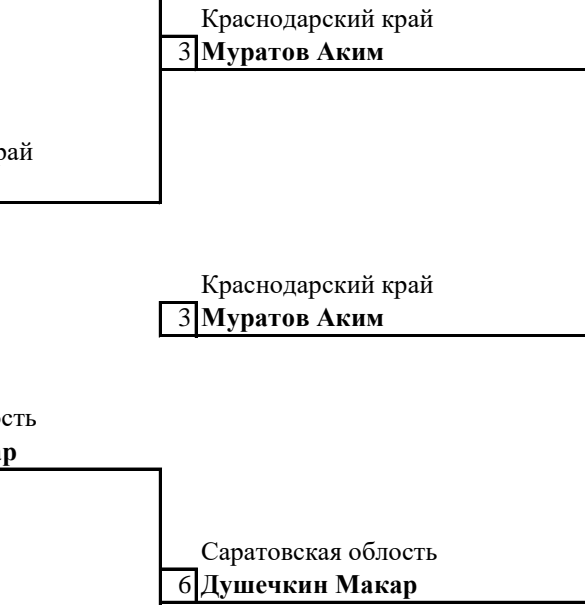 Краснодарский край
3 Муратов Аким
Краснодарский край
3 Муратов Аким
Саратовская облость
6 Душечкин Макар